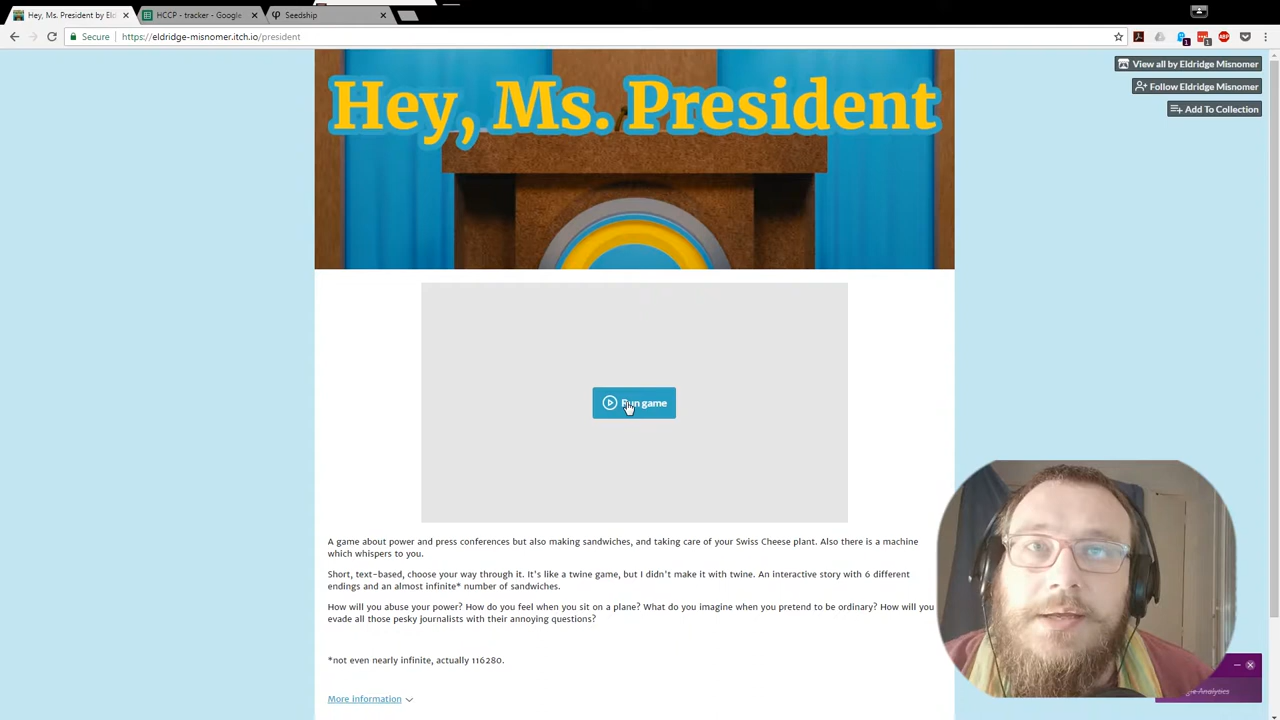 Hey, Ms. President by Eld
HCCP - tracker - Google
Seedship
Secure
https://eldridge-misnomer.itch.io/president
View all by Eldridge Misnomer
Follow Eldridge Misnomer
Add To Collection
Hey, Ms. President
Run game
A game about power and press conferences but also making sandwiches, and taking care of your Swiss Cheese plant. Also there is a machine
which whispers to you.
Short, text-based, choose your way through it. It's like a twine game, but I didn't make it with twine. An interactive story with 6 different
endings and an almost infinite* number of sandwiches.
How will you abuse your power? How do you feel when you sit on a plane? What do you imagine when you pretend to be ordinary? How will you
evade all those pesky journalists with their annoying questions?
*not even nearly infinite, actually 116280.
More information
Analytics